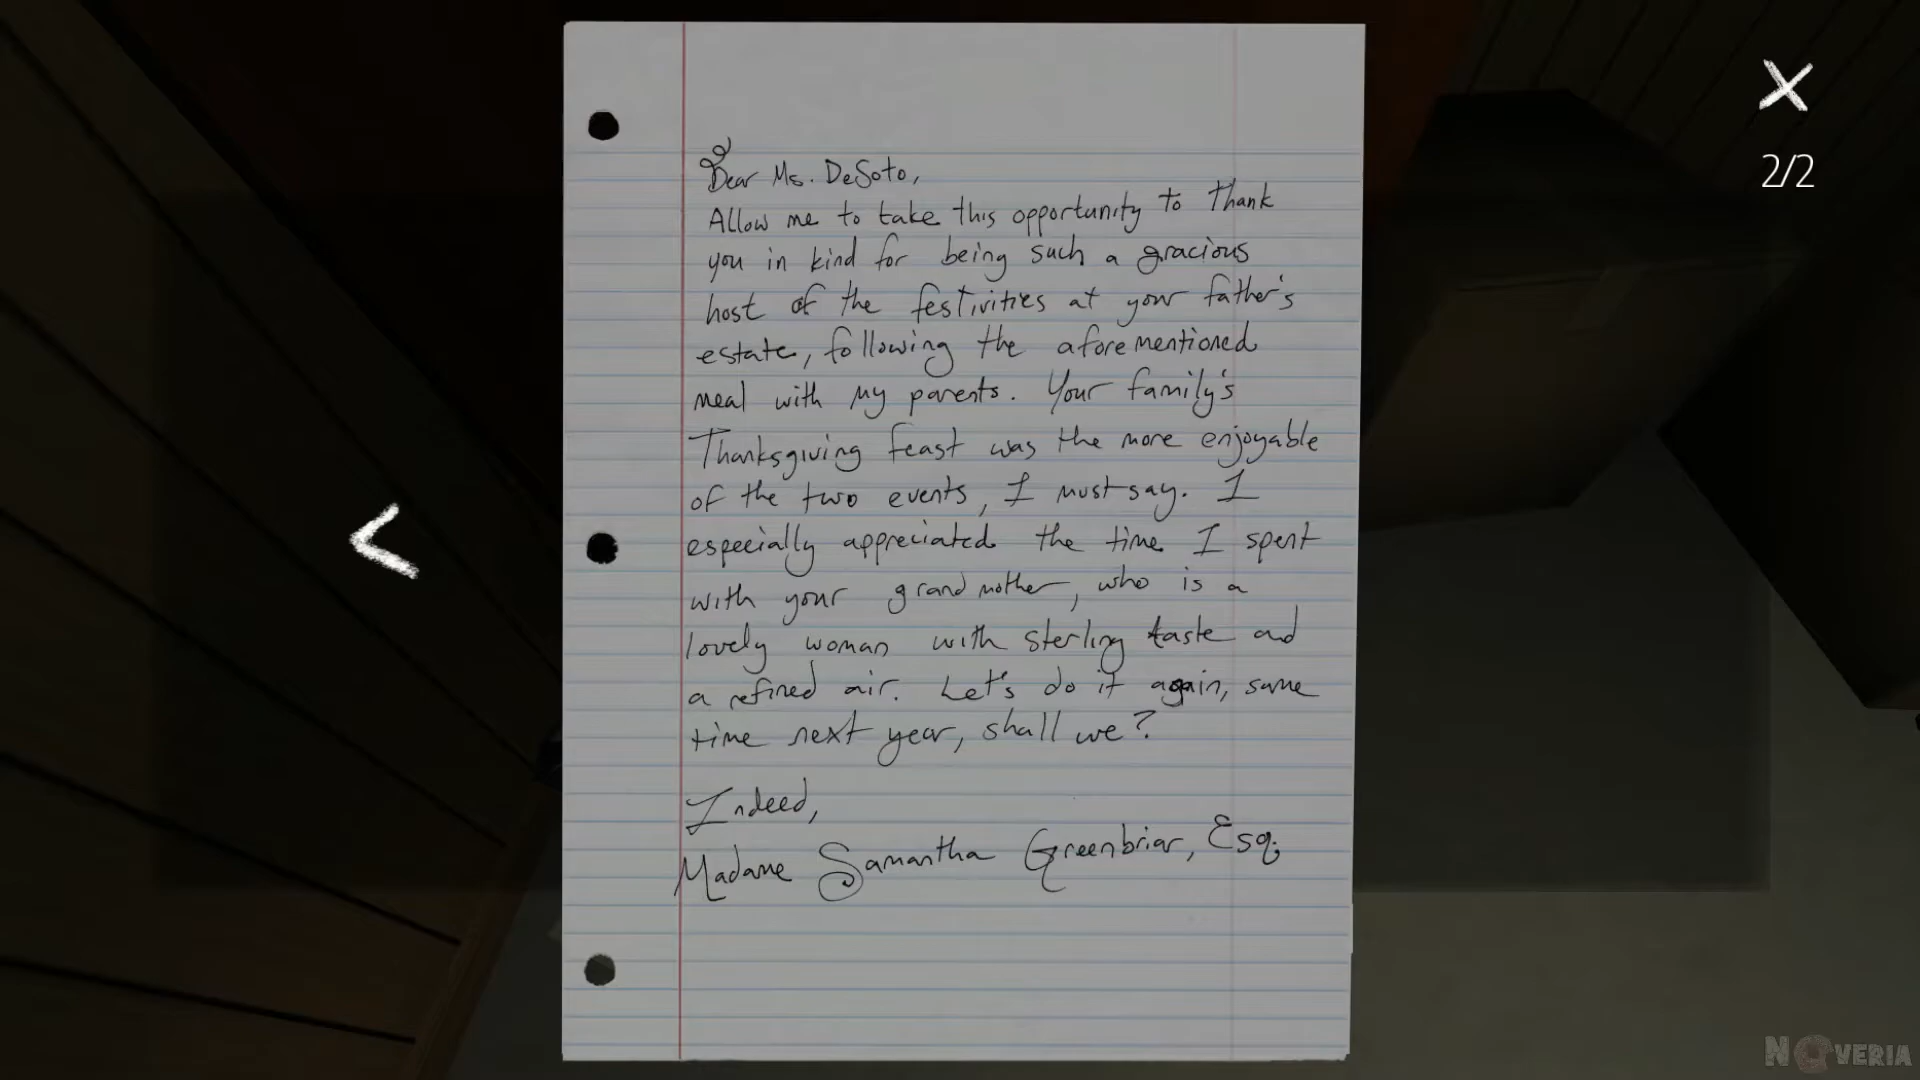 Dear Ms. DeSoto,
Allow me to take this opportunity to thank
you in kind for being such a gracious
host of the festivities at your father's
estate, following the aforementioned
meal with my parents. Your family's
Thanksgiving feast was the more enjoyable
of the two events, I must say. I
especially appreciated the time I spent
with your grandmother, who is a
lovely woman with sterling taste and
a refined air. Let's do it again, same
time next year, shall we?
Indeed,
Madame Samantha Greenbriar, Esq.
2/2
NOVERIA